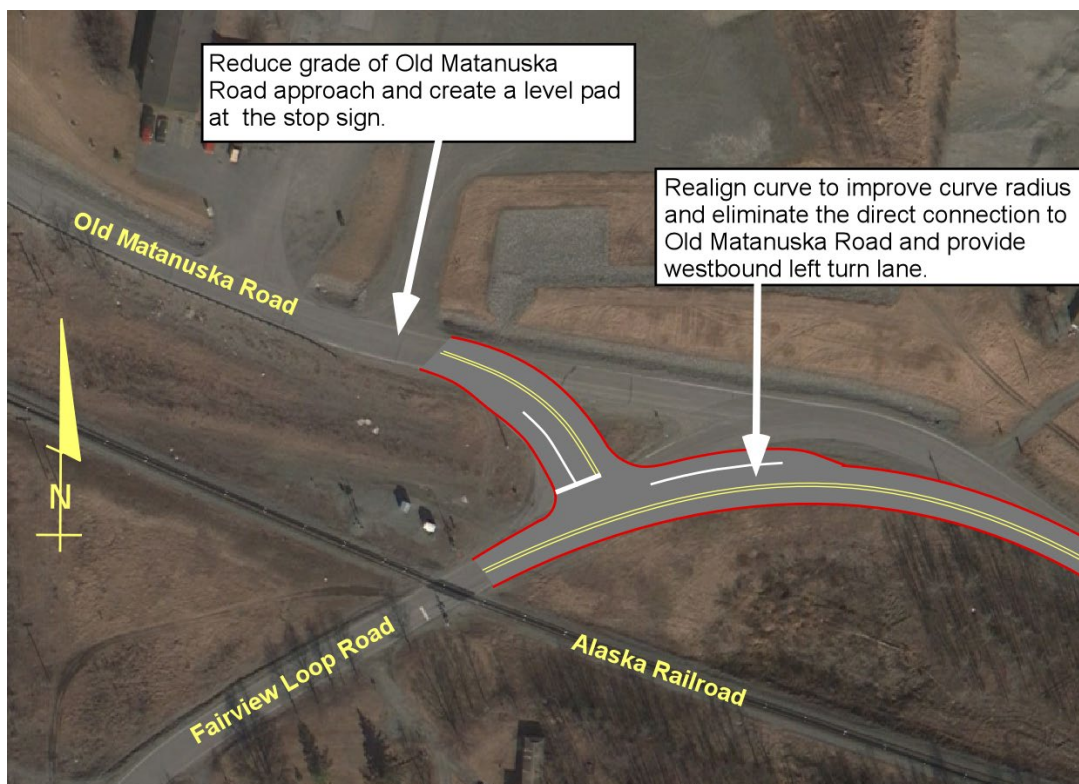 Reduce grade of Old Matanuska
Road approach and create a level pad
at the stop sign.
Realign curve to improve curve radius
and eliminate the direct connection to
Old Matanuska Road and provide
westbound left turn lane.
Old Matanuska Road
N
Fairview Loop Road
Alaska Railroad